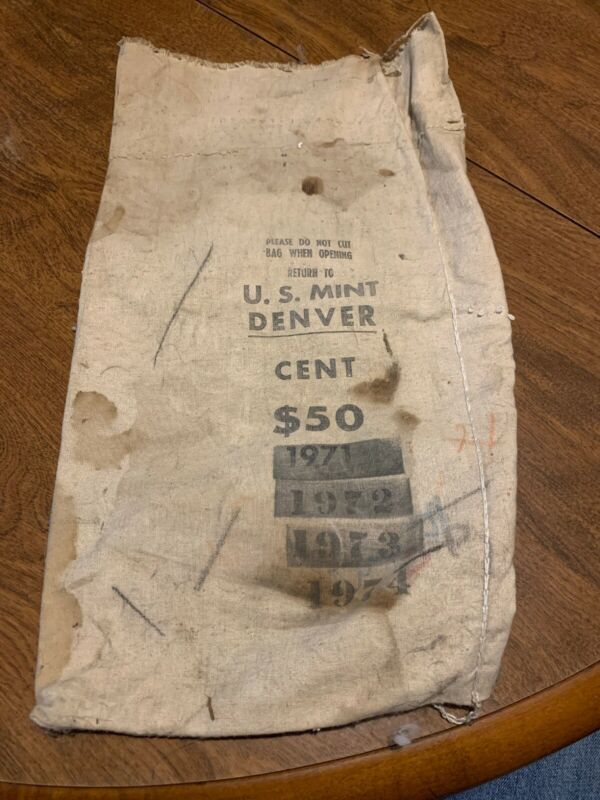 PLEASE DO NOT CUT
BAG WHEN OPENING
RETURN TO
U. S. MINT
DENVER
CENT
$50
1971
1972
1973
1974